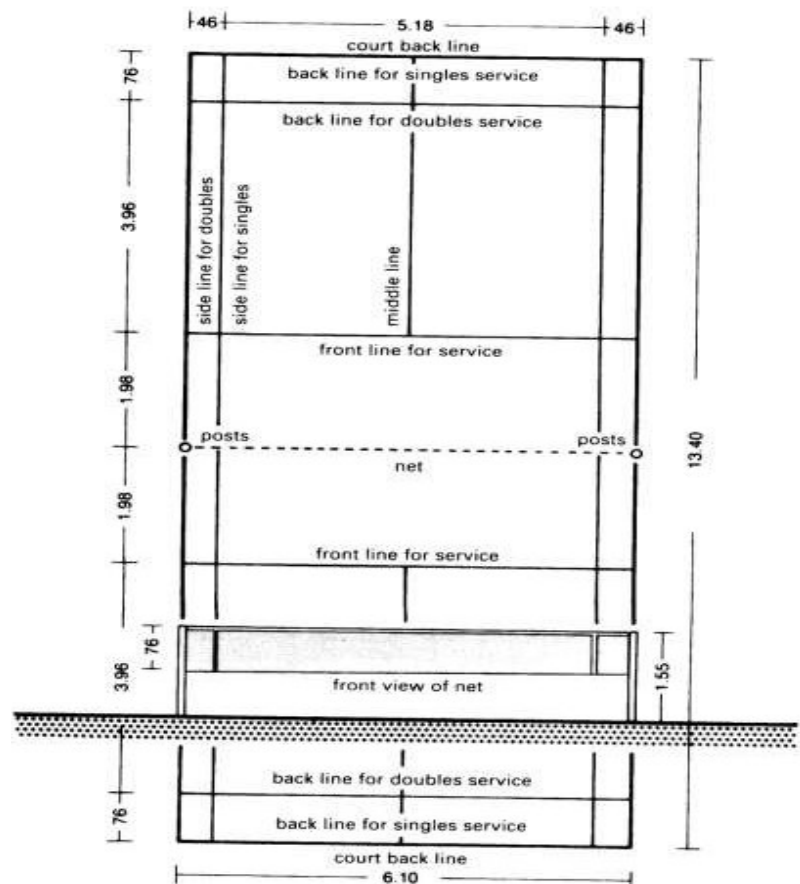 46 5.18 46
court back line
76
back line for singles service
back line for doubles service
3.96
side line for doubles
side line for singles
middle line
front line for service
1.98
posts posts
net
13.40
1.98
front line for service
76
3.96
front view of net
1.55
back line for doubles service
76
back line for singles service
court back line
6.10